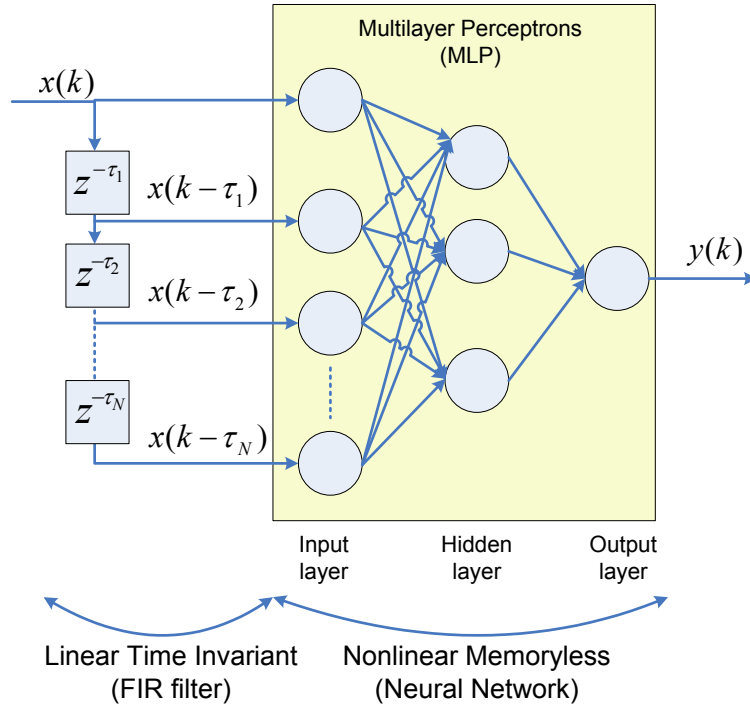 Multilayer Perceptrons
(MLP)
x(k)
z^{-τ_1}
x(k − τ_1)
z^{-τ_2}
x(k − τ_2)
y(k)
z^{-τ_N}
x(k − τ_N)
Input
layer
Hidden
layer
Output
layer
Linear Time Invariant
(FIR filter)
Nonlinear Memoryless
(Neural Network)